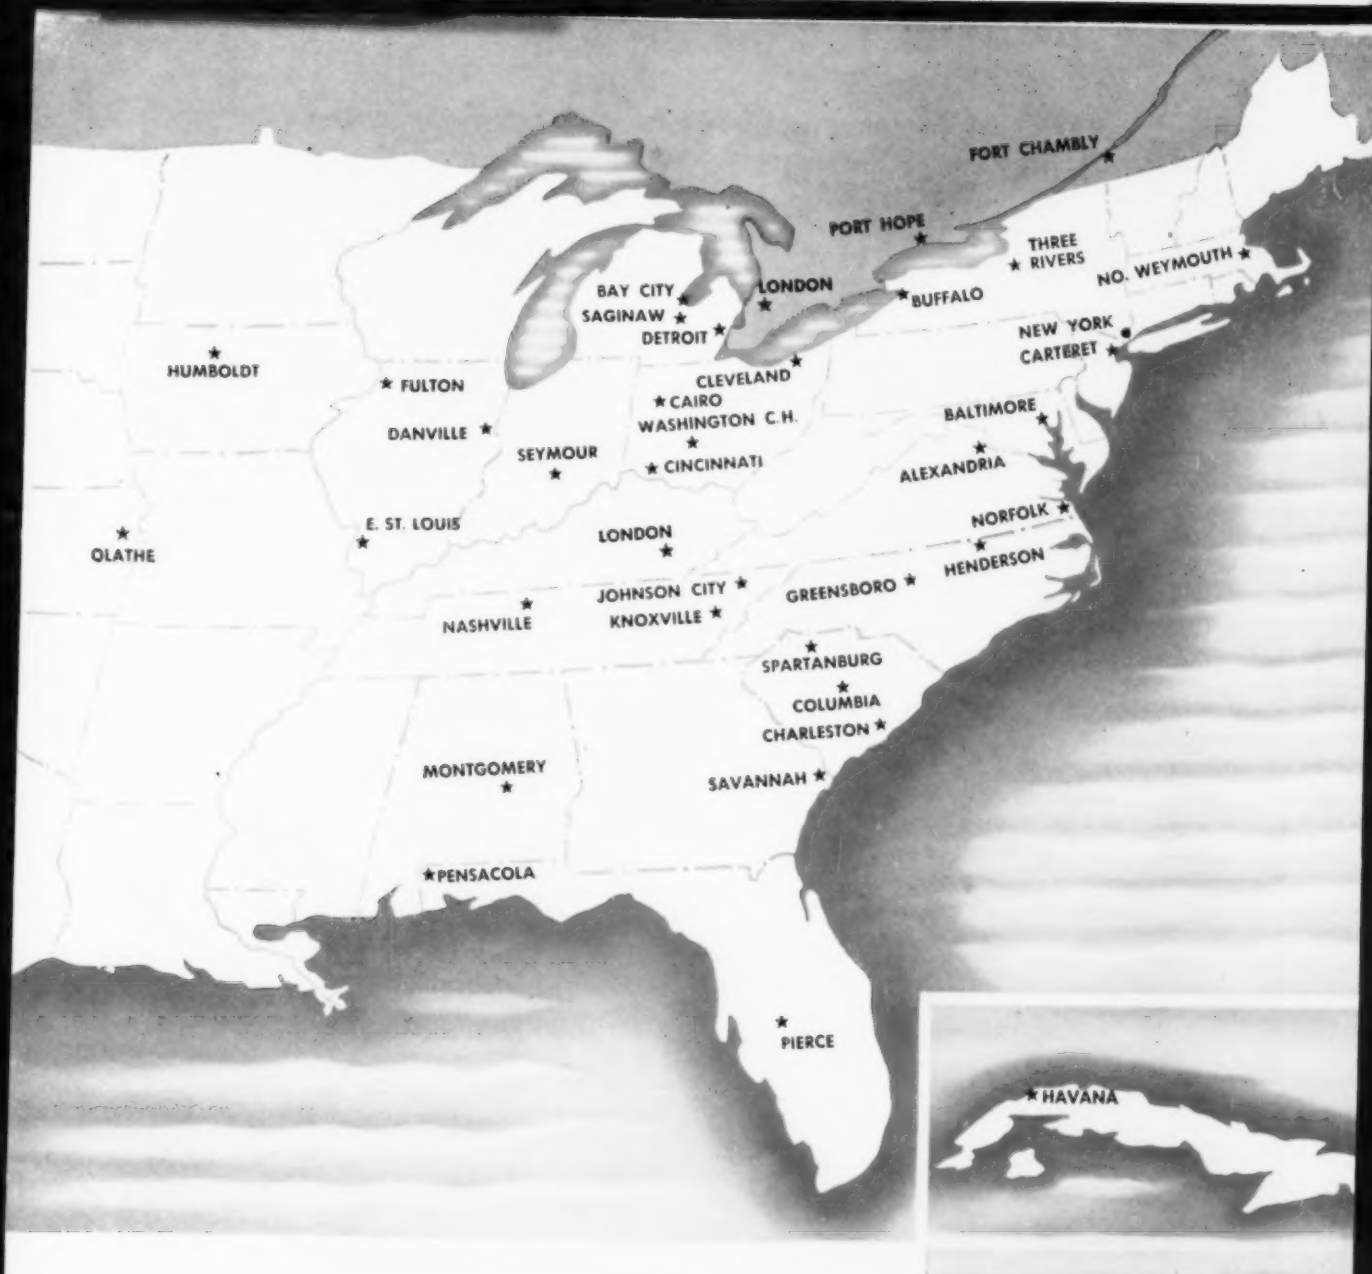 FORT CHAMBLY
PORT HOPE
THREE
RIVERS
NO. WEYMOUTH
BAY CITY
LONDON
BUFFALO
SAGINAW
DETROIT
NEW YORK
CARTERET
HUMBOLDT
FULTON
CLEVELAND
CAIRO
BALTIMORE
WASHINGTON C.H.
DANVILLE
SEYMOUR
CINCINNATI
ALEXANDRIA
E. ST. LOUIS
NORFOLK
LONDON
OLATHE
HENDERSON
JOHNSON CITY
GREENSBORO
NASHVILLE
KNOXVILLE
SPARTANBURG
COLUMBIA
CHARLESTON
MONTGOMERY
SAVANNAH
PENSACOLA
PIERCE
HAVANA